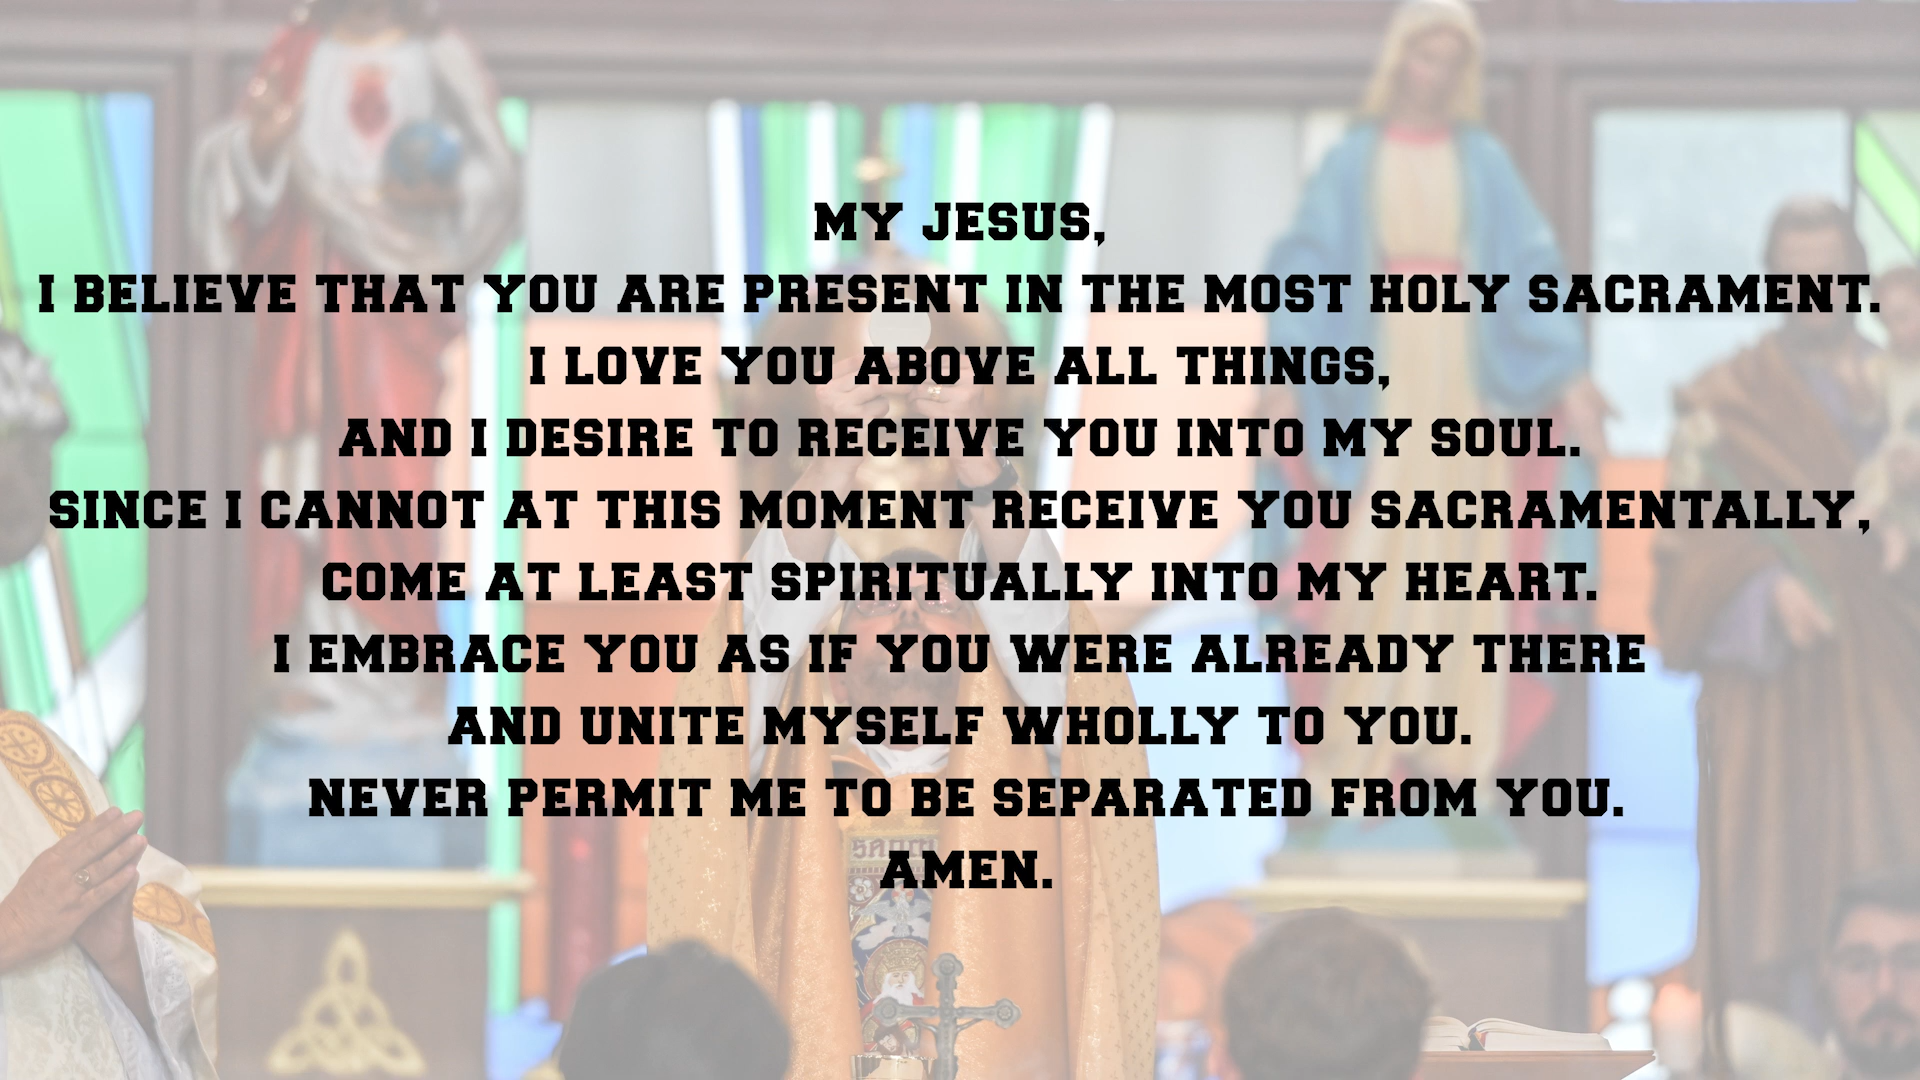 MY JESUS,
I BELIEVE THAT YOU ARE PRESENT IN THE MOST HOLY SACRAMENT.
I LOVE YOU ABOVE ALL THINGS,
AND I DESIRE TO RECEIVE YOU INTO MY SOUL.
SINCE I CANNOT AT THIS MOMENT RECEIVE YOU SACRAMENTALLY,
COME AT LEAST SPIRITUALLY INTO MY HEART.
I EMBRACE YOU AS IF YOU WERE ALREADY THERE
AND UNITE MYSELF WHOLLY TO YOU.
NEVER PERMIT ME TO BE SEPARATED FROM YOU.
AMEN.